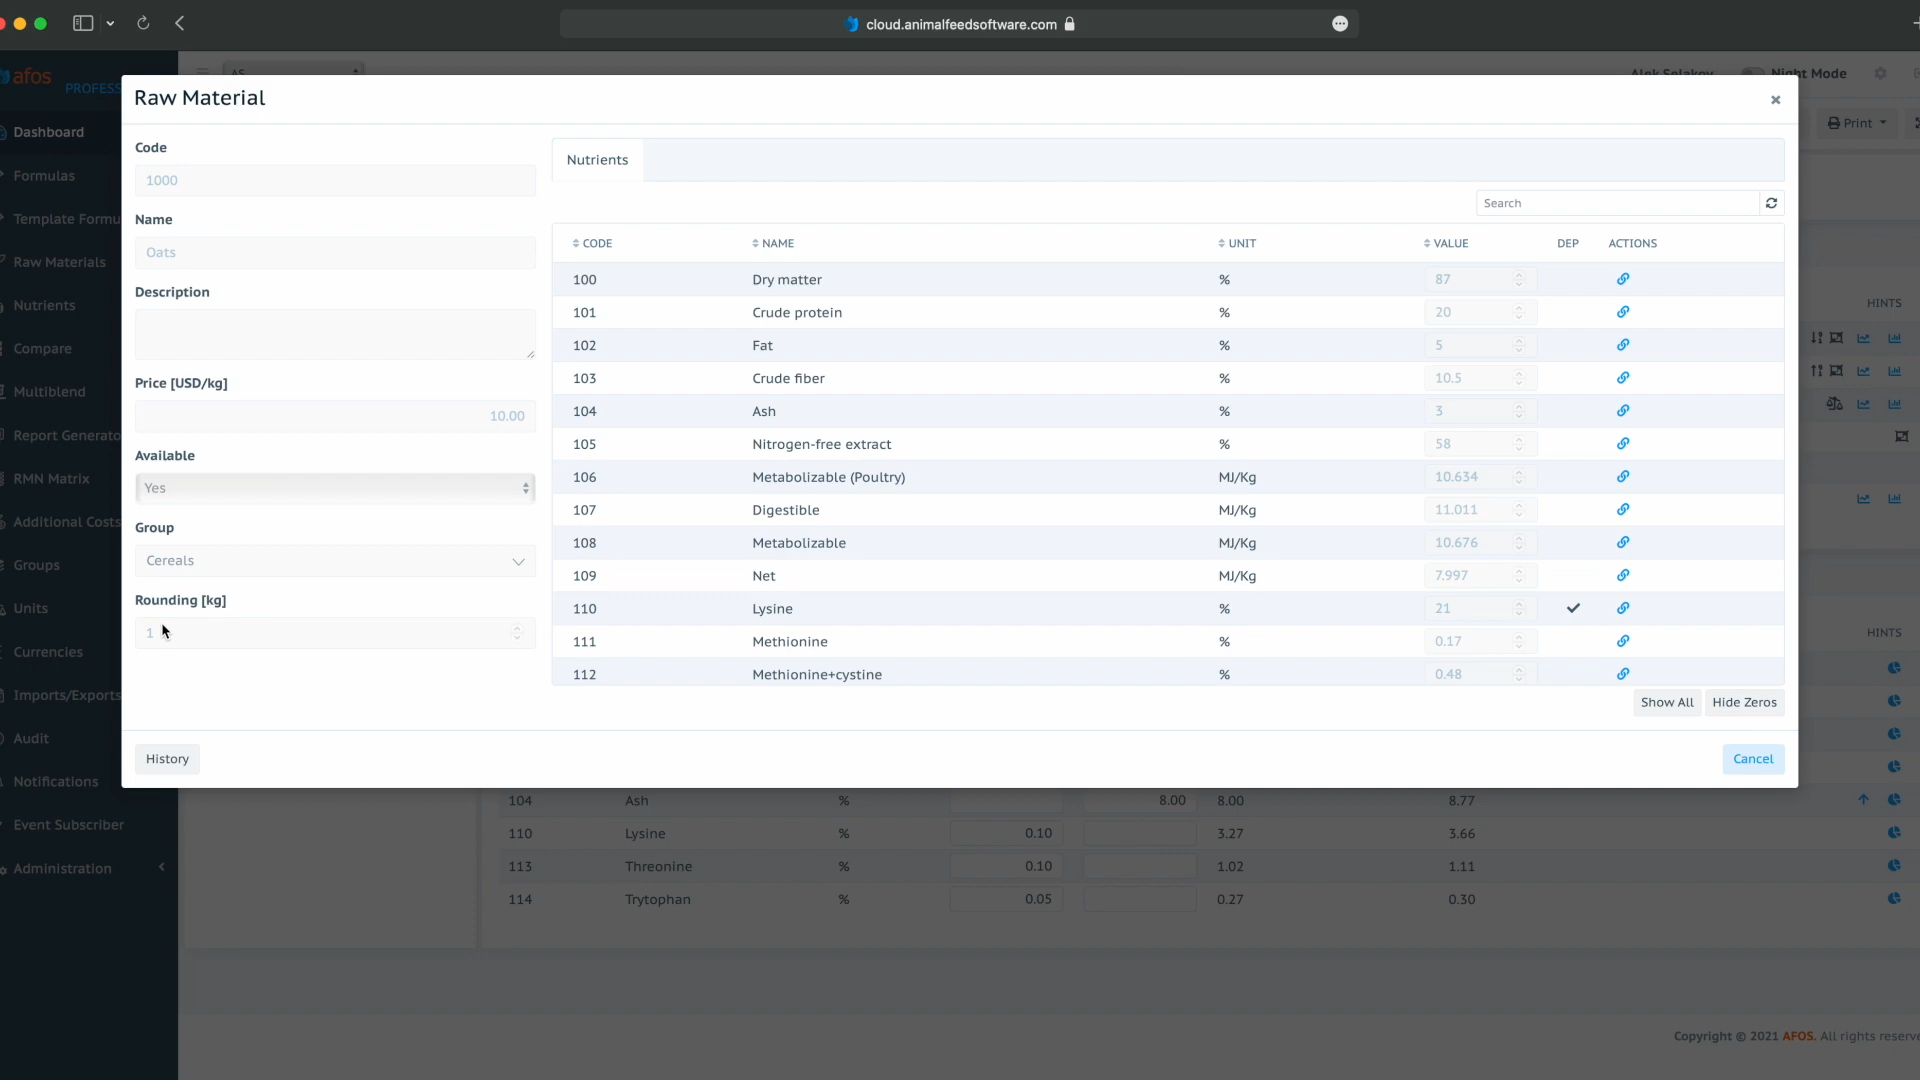 cloud.animalfeedsoftware.com
afos
PROFESS
AS
Alek Selakov
Night Mode
Print
Dashboard
Formulas
Template Formu
Raw Materials
Nutrients
Compare
Multiblend
Report Generato
RMN Matrix
Additional Costs
Groups
Units
Currencies
Imports/Exports
Audit
Notifications
Event Subscriber
Administration
Raw Material
Code
1000
Name
Oats
Description
Price [USD/kg]
10.00
Available
Yes
Group
Cereals
Rounding [kg]
1
Nutrients
Search
CODE NAME UNIT VALUE DEP ACTIONS
100 Dry matter % 87
101 Crude protein % 20
102 Fat % 5
103 Crude fiber % 10.5
104 Ash % 3
105 Nitrogen-free extract % 58
106 Metabolizable (Poultry) MJ/Kg 10.634
107 Digestible MJ/Kg 11.011
108 Metabolizable MJ/Kg 10.676
109 Net MJ/Kg 7.997
110 Lysine % 21
111 Methionine % 0.17
112 Methionine+cystine % 0.48
Show All Hide Zeros
History Cancel
HINTS
HINTS
104 Ash % 8.00 8.00 8.77
110 Lysine % 0.10 3.27 3.66
113 Threonine % 0.10 1.02 1.11
114 Trytophan % 0.05 0.27 0.30
Copyright © 2021 AFOS. All rights reserve